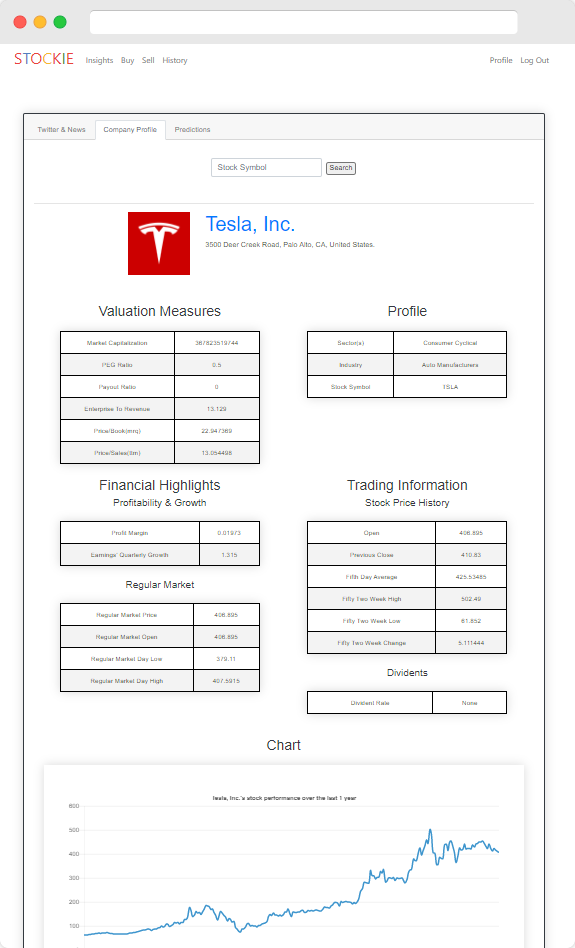 STOCKIE Insights Buy Sell History Profile Log Out
Twitter & News Company Profile Predictions
Stock Symbol Search
Tesla, Inc.
3500 Deer Creek Road, Palo Alto, CA, United States.
Valuation Measures
Market Capitalization 367823519744
PEG Ratio 0.5
Payout Ratio 0
Enterprise To Revenue 13.129
Price/Book(mrq) 22.947369
Price/Sales(ttm) 13.054498
Profile
Sector(s) Consumer Cyclical
Industry Auto Manufacturers
Stock Symbol TSLA
Financial Highlights
Profitability & Growth
Profit Margin 0.01973
Earnings' Quarterly Growth 1.315
Regular Market
Regular Market Price 406.895
Regular Market Open 406.895
Regular Market Day Low 379.11
Regular Market Day High 407.5915
Trading Information
Stock Price History
Open 406.895
Previous Close 410.83
Fifth Day Average 425.53485
Fifty Two Week High 502.49
Fifty Two Week Low 61.852
Fifty Two Week Change 5.111444
Dividents
Divident Rate None
Chart
Tesla, Inc.'s stock performance over the last 1 year
600
500
400
300
200
100